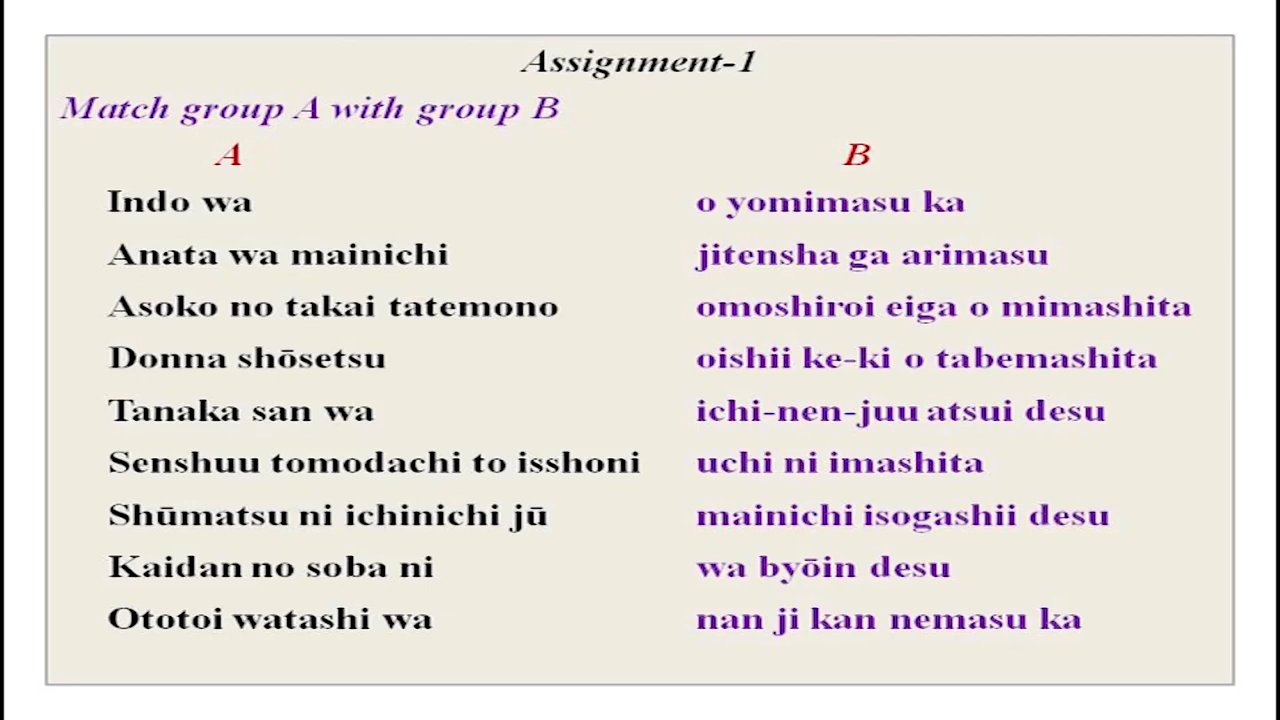 Assignment-1
Match group A with group B
A B
Indo wa o yomimasu ka
Anata wa mainichi jitensha ga arimasu
Asoko no takai tatemono omoshiroi eiga o mimashita
Donna shōsetsu oishii ke-ki o tabemashita
Tanaka san wa ichi-nen-juu atsui desu
Senshuu tomodachi to isshoni uchi ni imashita
Shūmatsu ni ichinichi jū mainichi isogashii desu
Kaidan no soba ni wa byōin desu
Ototoi watashi wa nan ji kan nemasu ka